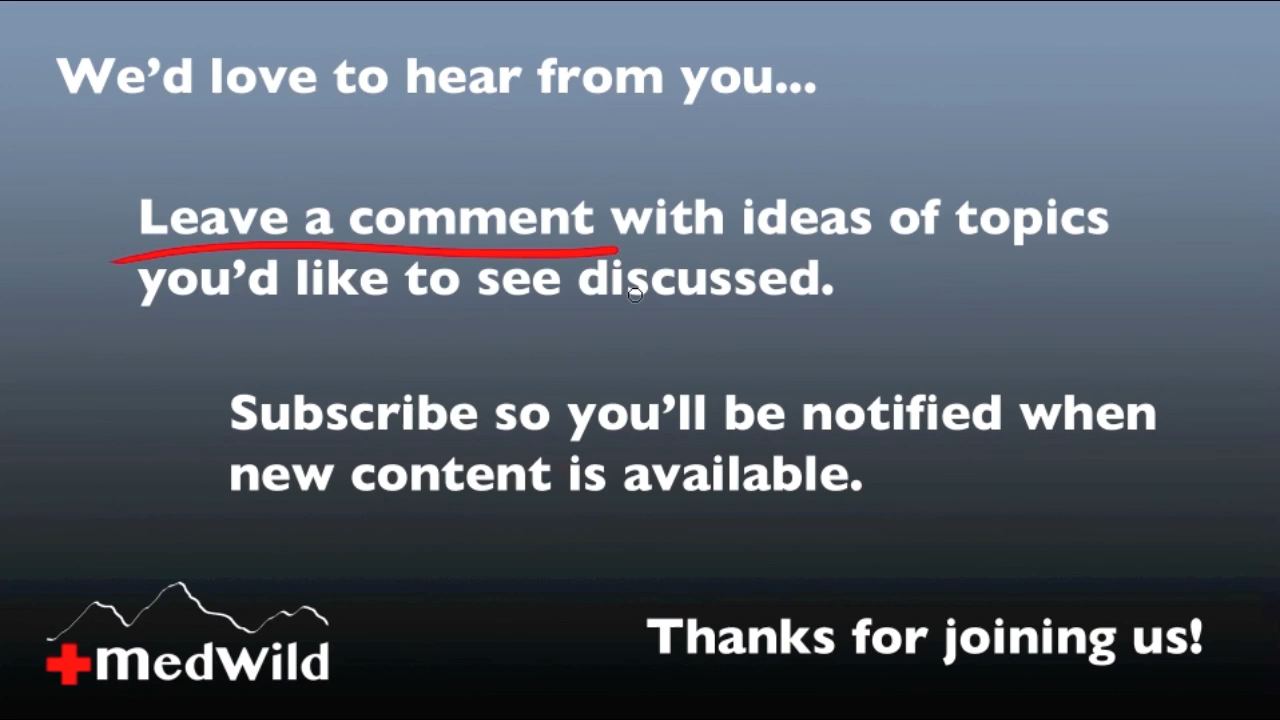 We’d love to hear from you...
Leave a comment with ideas of topics
you’d like to see discussed.
Subscribe so you’ll be notified when
new content is available.
medwild
Thanks for joining us!